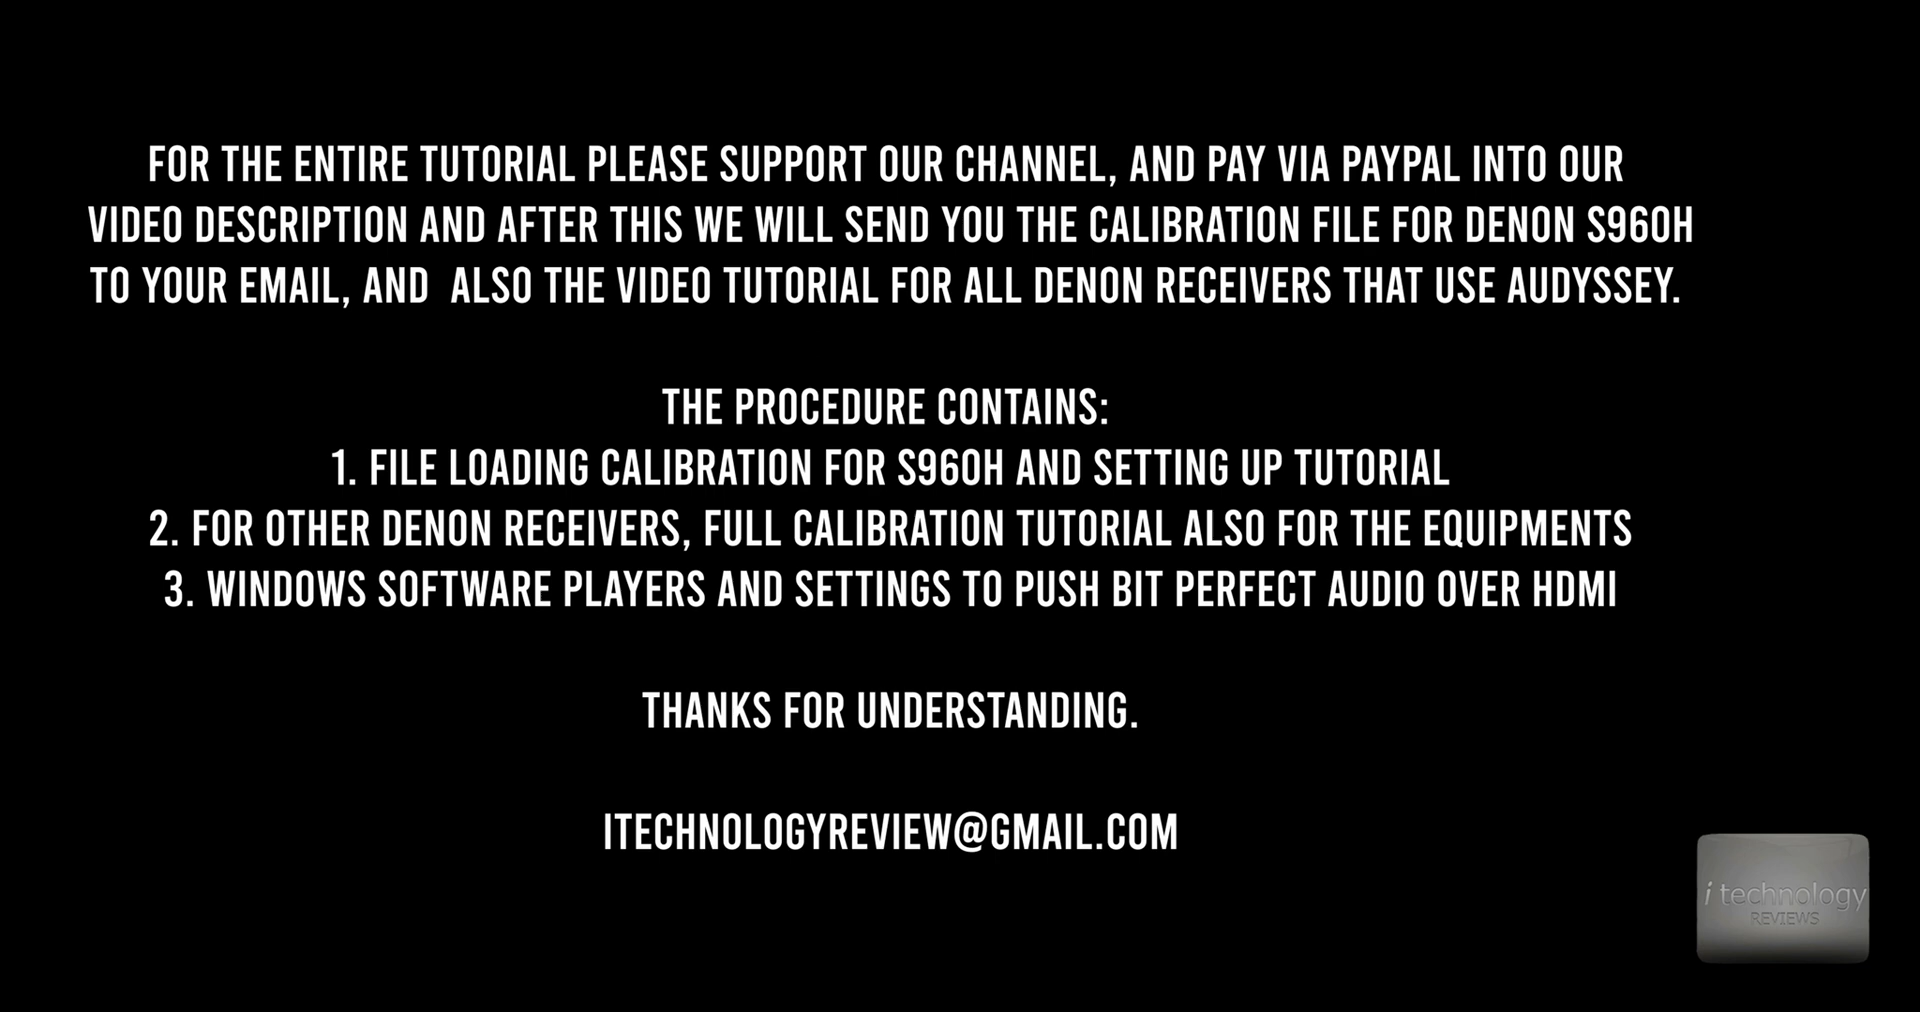 FOR THE ENTIRE TUTORIAL PLEASE SUPPORT OUR CHANNEL, AND PAY VIA PAYPAL INTO OUR
VIDEO DESCRIPTION AND AFTER THIS WE WILL SEND YOU THE CALIBRATION FILE FOR DENON S960H
TO YOUR EMAIL, AND  ALSO THE VIDEO TUTORIAL FOR ALL DENON RECEIVERS THAT USE AUDYSSEY.
THE PROCEDURE CONTAINS:
1. FILE LOADING CALIBRATION FOR S960H AND SETTING UP TUTORIAL
2. FOR OTHER DENON RECEIVERS, FULL CALIBRATION TUTORIAL ALSO FOR THE EQUIPMENTS
3. WINDOWS SOFTWARE PLAYERS AND SETTINGS TO PUSH BIT PERFECT AUDIO OVER HDMI
THANKS FOR UNDERSTANDING.
ITECHNOLOGYREVIEW@GMAIL.COM
i technology
REVIEWS